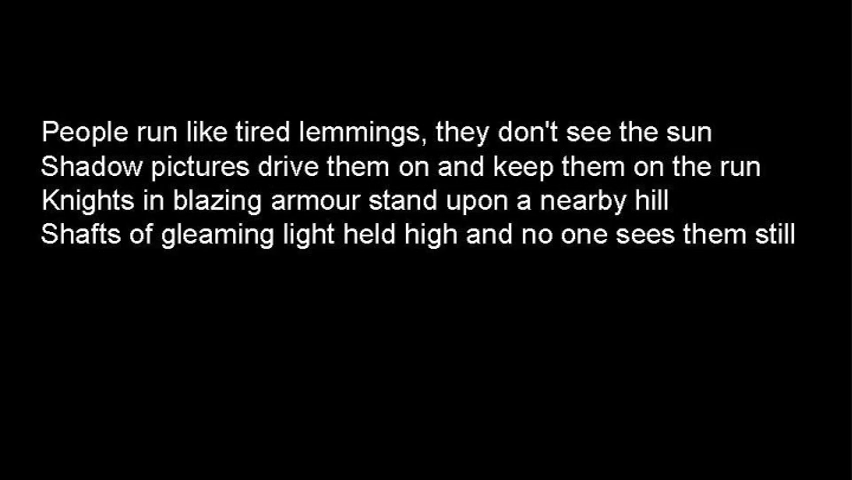 People run like tired lemmings, they don't see the sun
Shadow pictures drive them on and keep them on the run
Knights in blazing armour stand upon a nearby hill
Shafts of gleaming light held high and no one sees them still